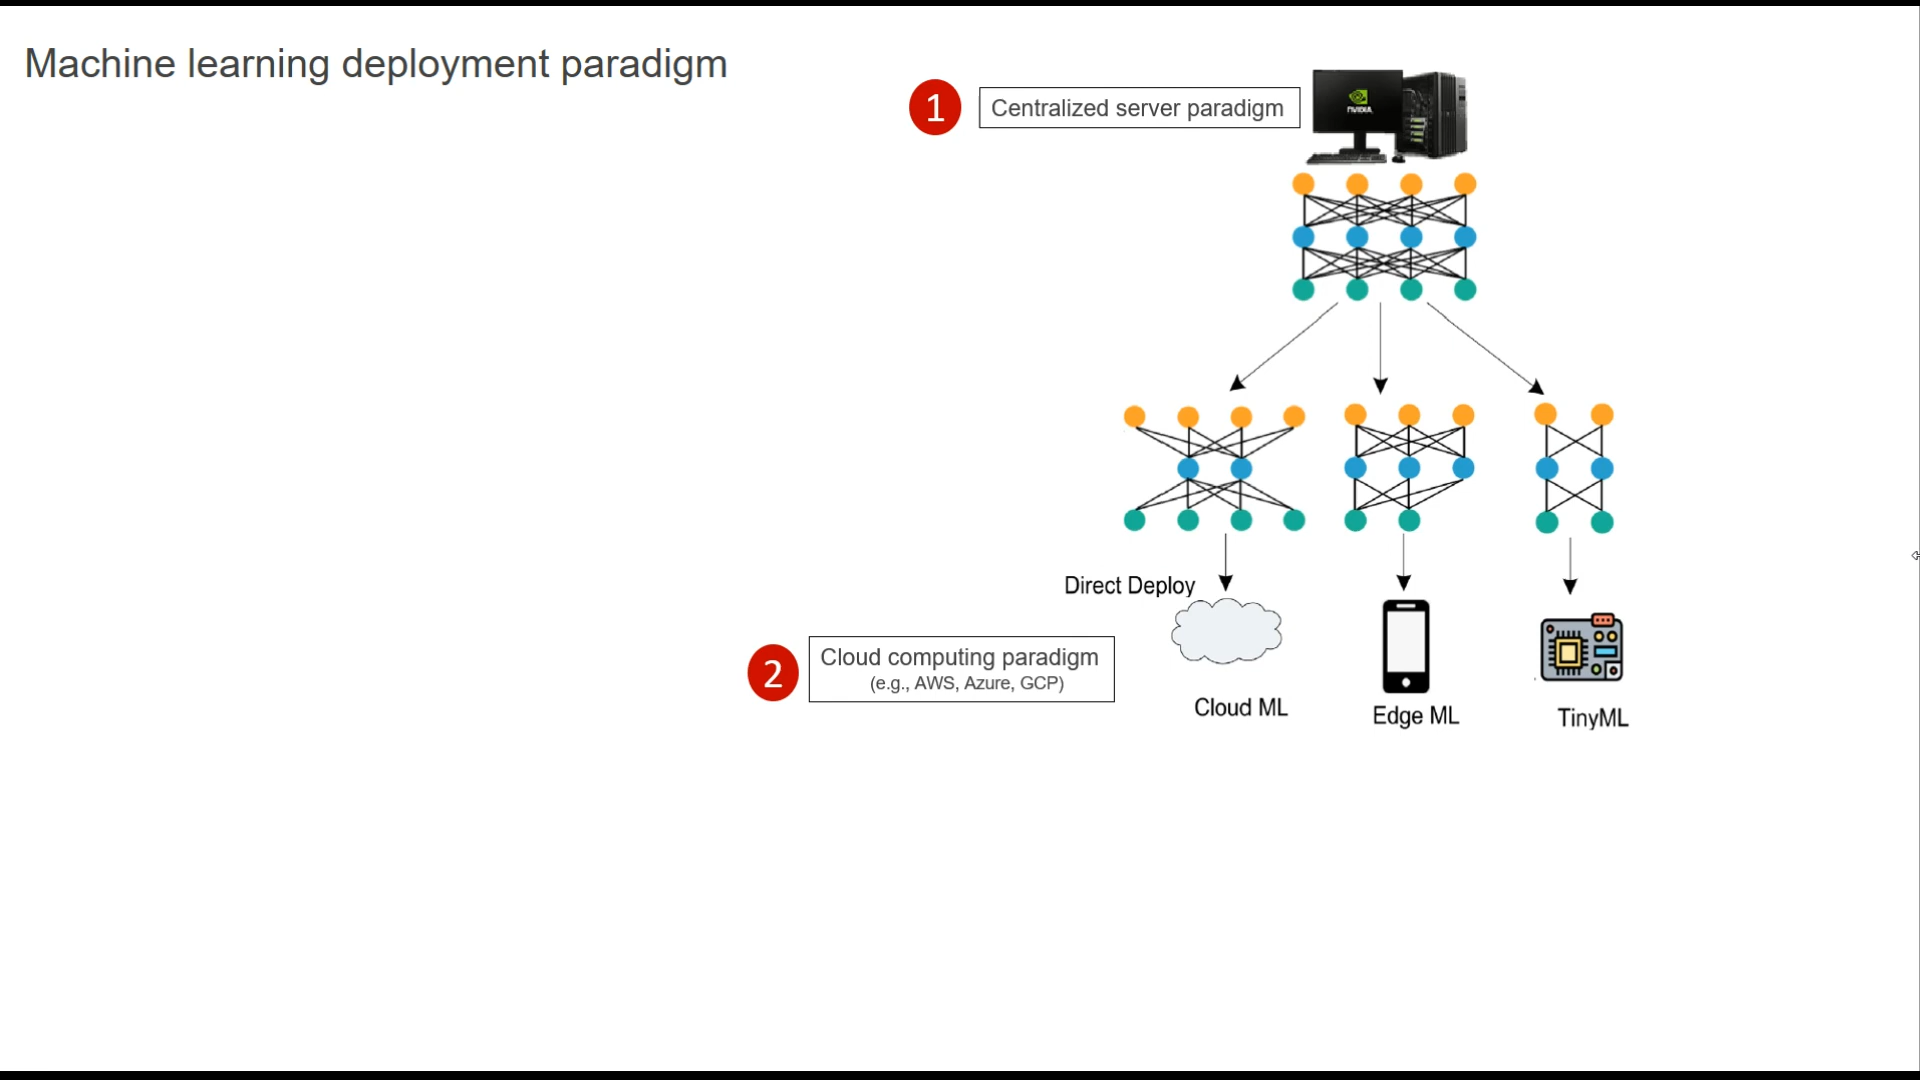 Machine learning deployment paradigm
1
Centralized server paradigm
NVIDIA.
Direct Deploy
2
Cloud computing paradigm
(e.g., AWS, Azure, GCP)
Cloud ML
Edge ML
TinyML